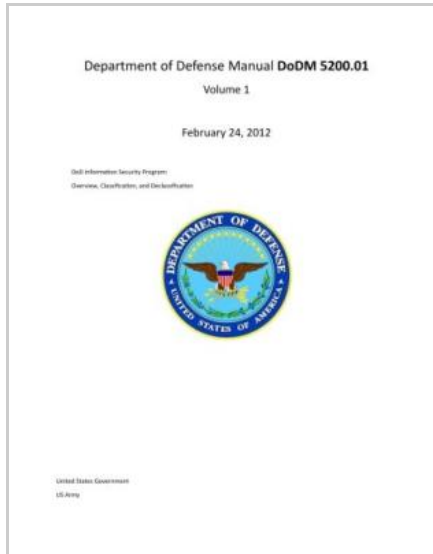 Department of Defense Manual DoDM 5200.01
Volume 1
February 24, 2012
DoD Information Security Program:
Overview, Classification, and Declassification
DEPARTMENT OF DEFENSE
UNITED STATES OF AMERICA
United States Government
US Army